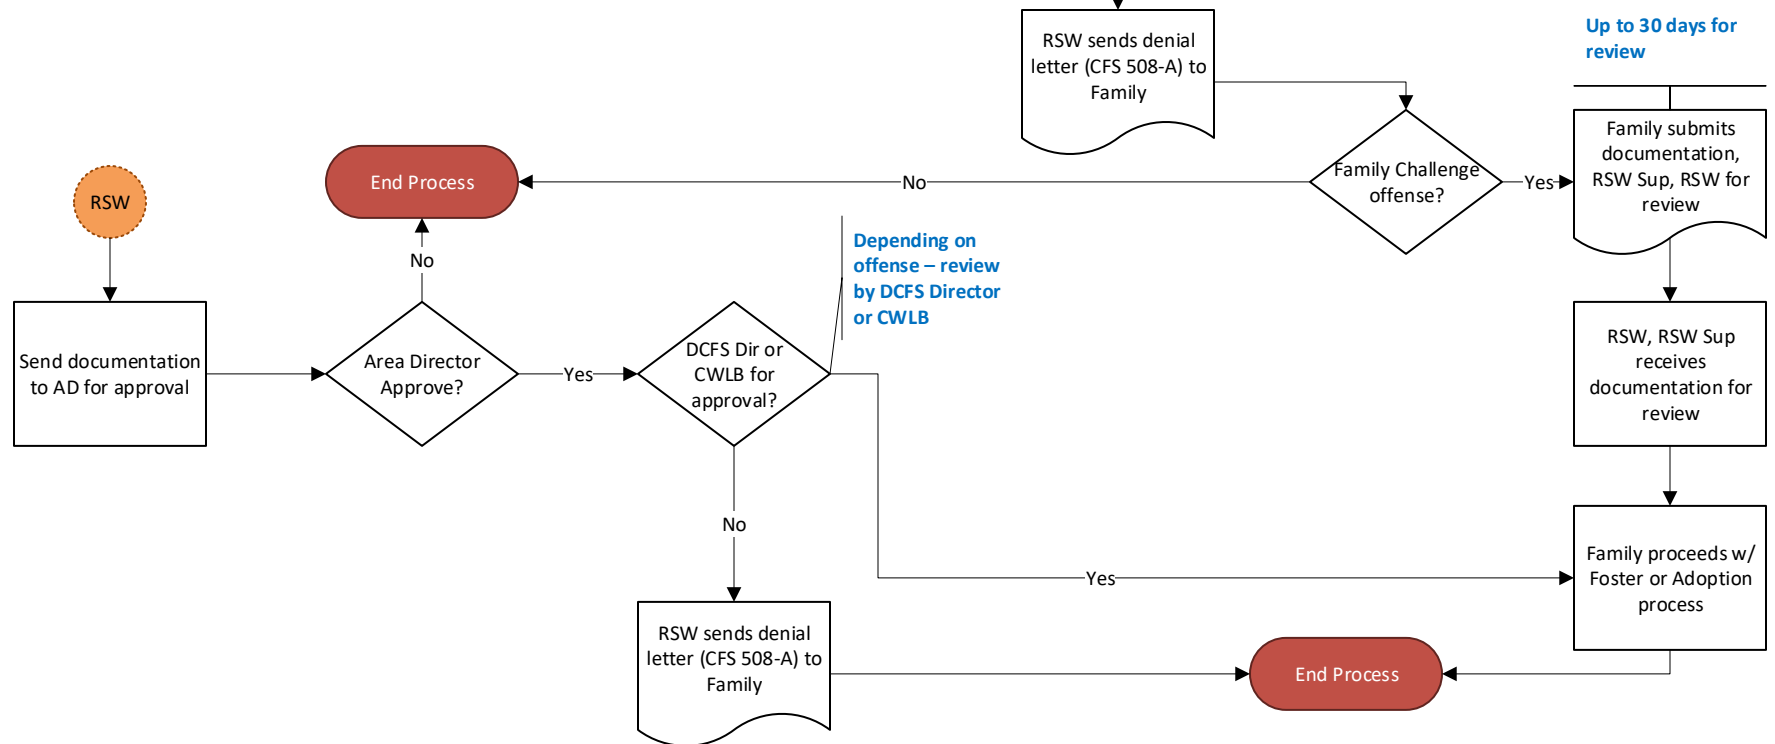 RSW sends denial
letter (CFS 508-A) to
Family
Up to 30 days for
review
Family submits
documentation,
RSW Sup, RSW for
review
Family Challenge
offense?
Yes
No
End Process
RSW
No
Depending on
offense – review
by DCFS Director
or CWLB
Send documentation
to AD for approval
Area Director
Approve?
Yes
DCFS Dir or
CWLB for
approval?
RSW, RSW Sup
receives
documentation for
review
No
Yes
Family proceeds w/
Foster or Adoption
process
RSW sends denial
letter (CFS 508-A) to
Family
End Process